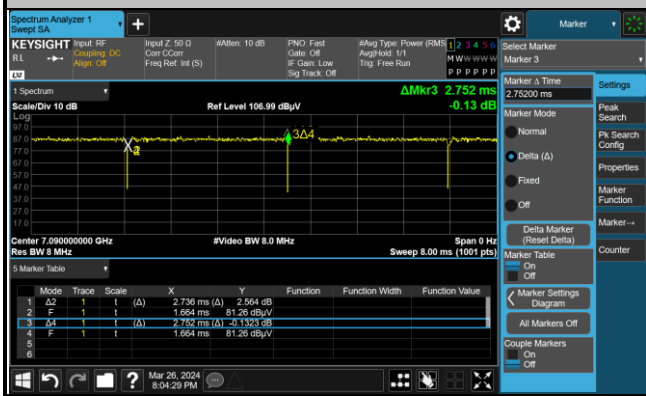 Spectrum Analyzer 1
Swept SA
+
Marker
KEYSIGHT Input: RF Input Z: 50 Ω #Atten: 10 dB PNO: Fast #Avg Type: Power (RMS 1 2 3 4 5 6
RL Coupling: DC Corr CCorr Gate: Off Avg|Hold: 1/1 M W W W W W
Align: Off Freq Ref: Int (S) IF Gain: Low Trig: Free Run
Sig Track: Off P P P P P P
LXI
Select Marker
Marker 3
1 Spectrum
ΔMkr3 2.752 ms
Scale/Div 10 dB Ref Level 106.99 dBµV -0.13 dB
Log
97.0
87.0
77.0
67.0
57.0
47.0
37.0
27.0
17.0
3Δ4
Center 7.090000000 GHz #Video BW 8.0 MHz Span 0 Hz
Res BW 8 MHz Sweep 8.00 ms (1001 pts)
5 Marker Table
Mode Trace Scale X Y Function Function Width Function Value
1 Δ2 1 t (Δ) 2.736 ms (Δ) 2.564 dB
2 F 1 t 1.664 ms 81.26 dBµV
3 Δ4 1 t (Δ) 2.752 ms (Δ) -0.1323 dB
4 F 1 t 1.664 ms 81.26 dBµV
5
6
Marker Δ Time
2.75200 ms
Marker Mode
Normal
Delta (Δ)
Fixed
Off
Delta Marker
(Reset Delta)
Marker Table
On
Off
Marker Settings
Diagram
All Markers Off
Couple Markers
On
Off
Settings
Peak
Search
Pk Search
Config
Properties
Marker
Function
Marker→
Counter
?
Mar 26, 2024
8:04:29 PM